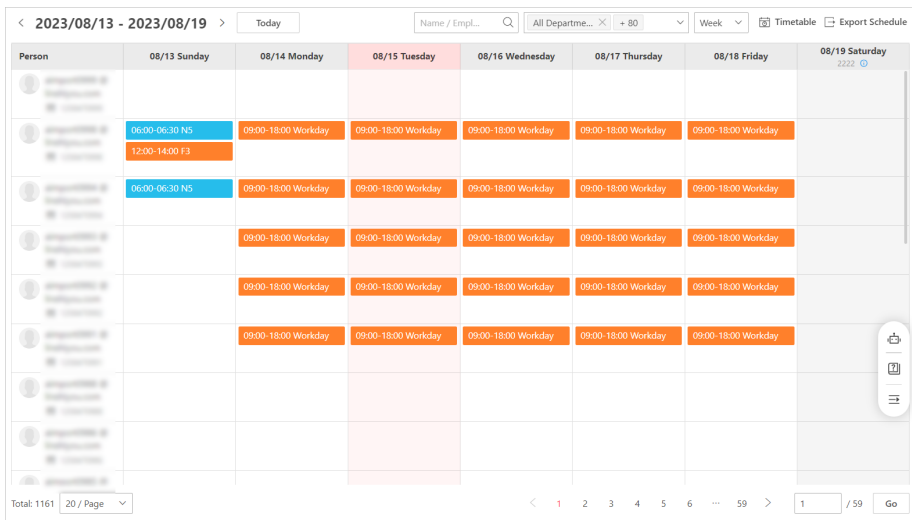 2023/08/13 - 2023/08/19 Today Name / Empl... All Departme... + 80 Week Timetable Export Schedule
Person 08/13 Sunday 08/14 Monday 08/15 Tuesday 08/16 Wednesday 08/17 Thursday 08/18 Friday 08/19 Saturday
2222
06:00-06:30 N5 09:00-18:00 Workday 09:00-18:00 Workday 09:00-18:00 Workday 09:00-18:00 Workday 09:00-18:00 Workday
12:00-14:00 F3
06:00-06:30 N5 09:00-18:00 Workday 09:00-18:00 Workday 09:00-18:00 Workday 09:00-18:00 Workday 09:00-18:00 Workday
09:00-18:00 Workday 09:00-18:00 Workday 09:00-18:00 Workday 09:00-18:00 Workday 09:00-18:00 Workday
09:00-18:00 Workday 09:00-18:00 Workday 09:00-18:00 Workday 09:00-18:00 Workday 09:00-18:00 Workday
09:00-18:00 Workday 09:00-18:00 Workday 09:00-18:00 Workday 09:00-18:00 Workday 09:00-18:00 Workday
Total: 1161 20 / Page 1 2 3 4 5 6 ... 59 1 / 59 Go